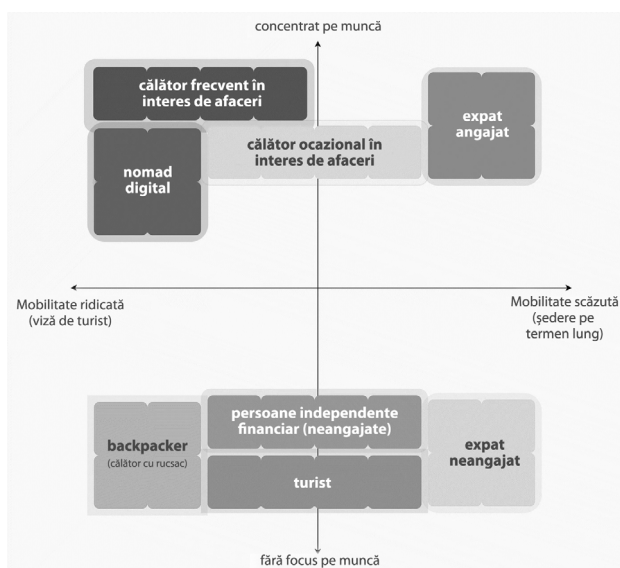 concentrat pe muncă
călător frecvent în
interes de afaceri
expat
angajat
călător ocazional în
interes de afaceri
nomad
digital
Mobilitate ridicată
(viză de turist)
Mobilitate scăzută
(ședere pe
termen lung)
persoane independente
financiar (neangajate)
backpacker
(călător cu rucsac)
expat
neangajat
turist
fără focus pe muncă